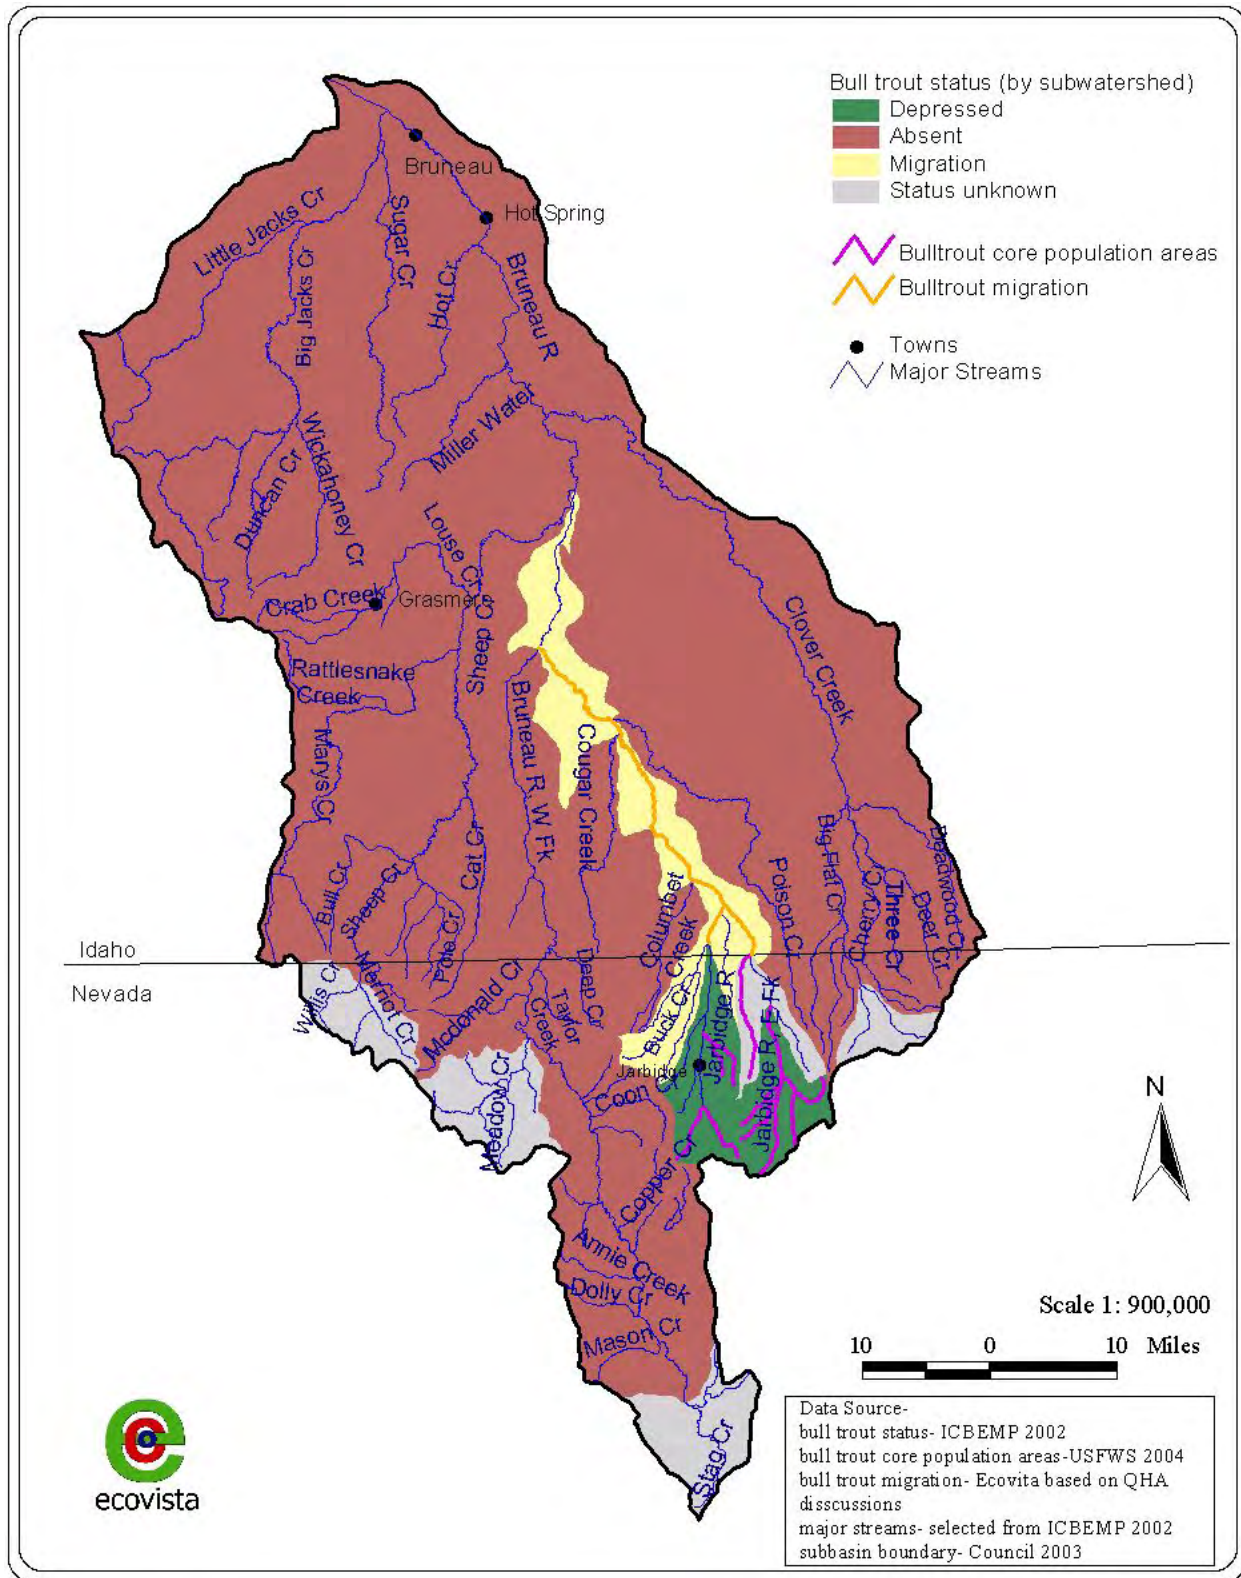 Bull trout status (by subwatershed)
Depressed
Absent
Migration
Status unknown
Bulltrout core population areas
Bulltrout migration
Towns
Major Streams
Bruneau
Hot Spring
Little Jacks Cr
Sugar Cr
Big Jacks Cr
Hot Cr
Bruneau R
Miller Water
Wickahoney Cr
Duncan Cr
Louse Cr
Crab Creek
Grasmere
Sheep Cr
Clover Creek
Rattlesnake
Creek
Marys Cr
Bruneau R, W Fk
Cougar Creek
Cat Cr
Bull Cr
Sheep Cr
Pole Cr
Columbet
Creek
Poison Cr
Big Flat Cr
Cherry Cr
Three Cr
Deer Cr
Deadwood Cr
Idaho
Nevada
Willis Cr
Merriot Cr
Mcdonald Cr
Deep Cr
Taylor
Creek
Buck Cr
Jarbidge R
Jarbidge R, E Fk
Jarbidge
Meadow Cr
Coon Cr
Copper Cr
Annie Creek
Dolly Cr
Mason Cr
Stag Cr
N
Scale 1: 900,000
10 0 10 Miles
Data Source-
bull trout status- ICBEMP 2002
bull trout core population areas-USFWS 2004
bull trout migration- Ecovita based on QHA
disscussions
major streams- selected from ICBEMP 2002
subbasin boundary- Council 2003
ecovista